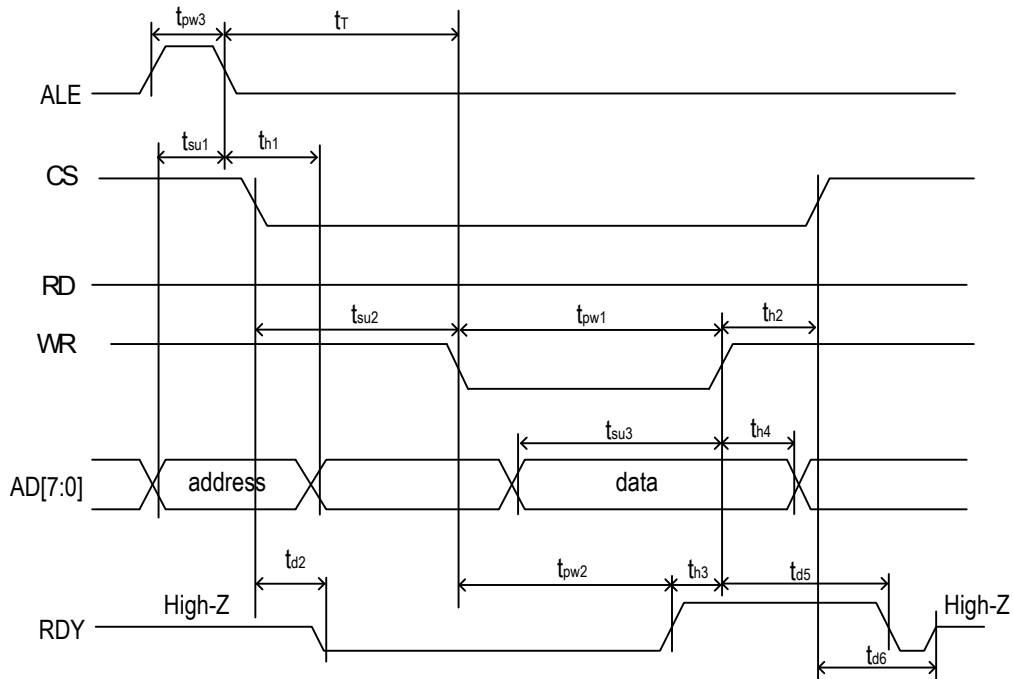 tpw3
tT
ALE
tsu1
th1
CS
RD
tsu2
tpw1
th2
WR
tsu3
th4
AD[7:0]
address
data
td2
tpw2
th3
td5
High-Z
High-Z
RDY
td6